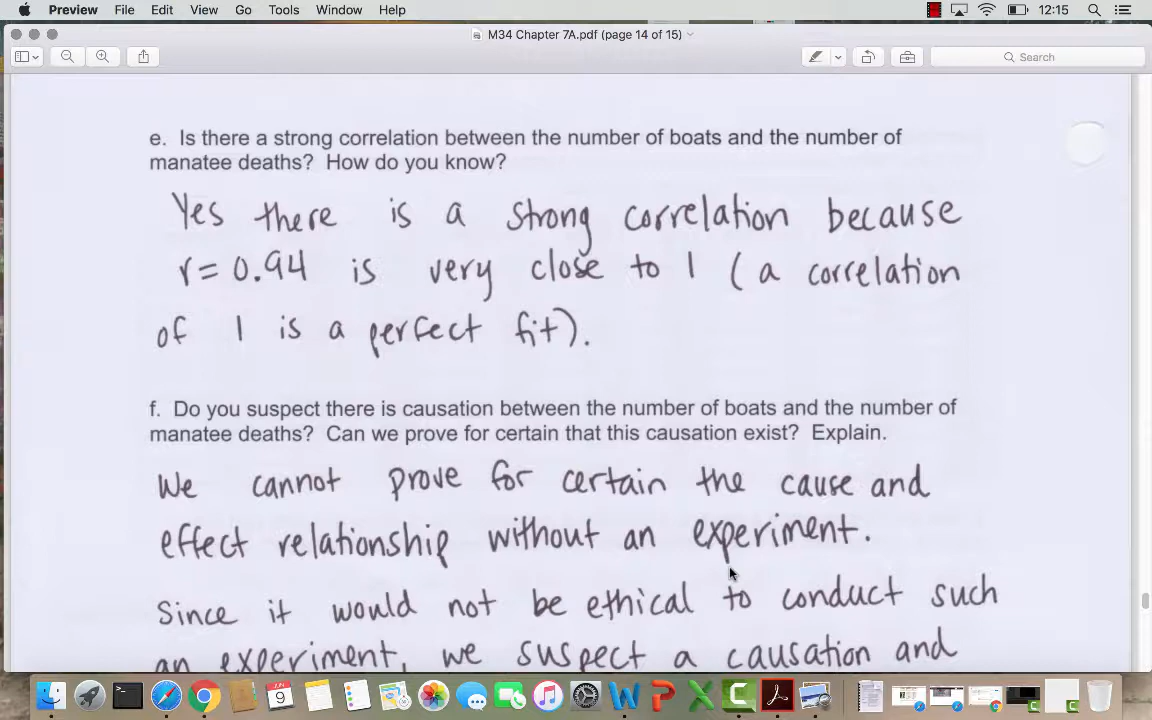 Preview File Edit View Go Tools Window Help 12:15
M34 Chapter 7A.pdf (page 14 of 15)
Search
e. Is there a strong correlation between the number of boats and the number of
manatee deaths? How do you know?
Yes there is a strong correlation because
r = 0.94 is very close to 1 (a correlation
of 1 is a perfect fit).
f. Do you suspect there is causation between the number of boats and the number of
manatee deaths? Can we prove for certain that this causation exist? Explain.
We cannot prove for certain the cause and
effect relationship without an experiment.
Since it would not be ethical to conduct such
an experiment, we suspect a causation and